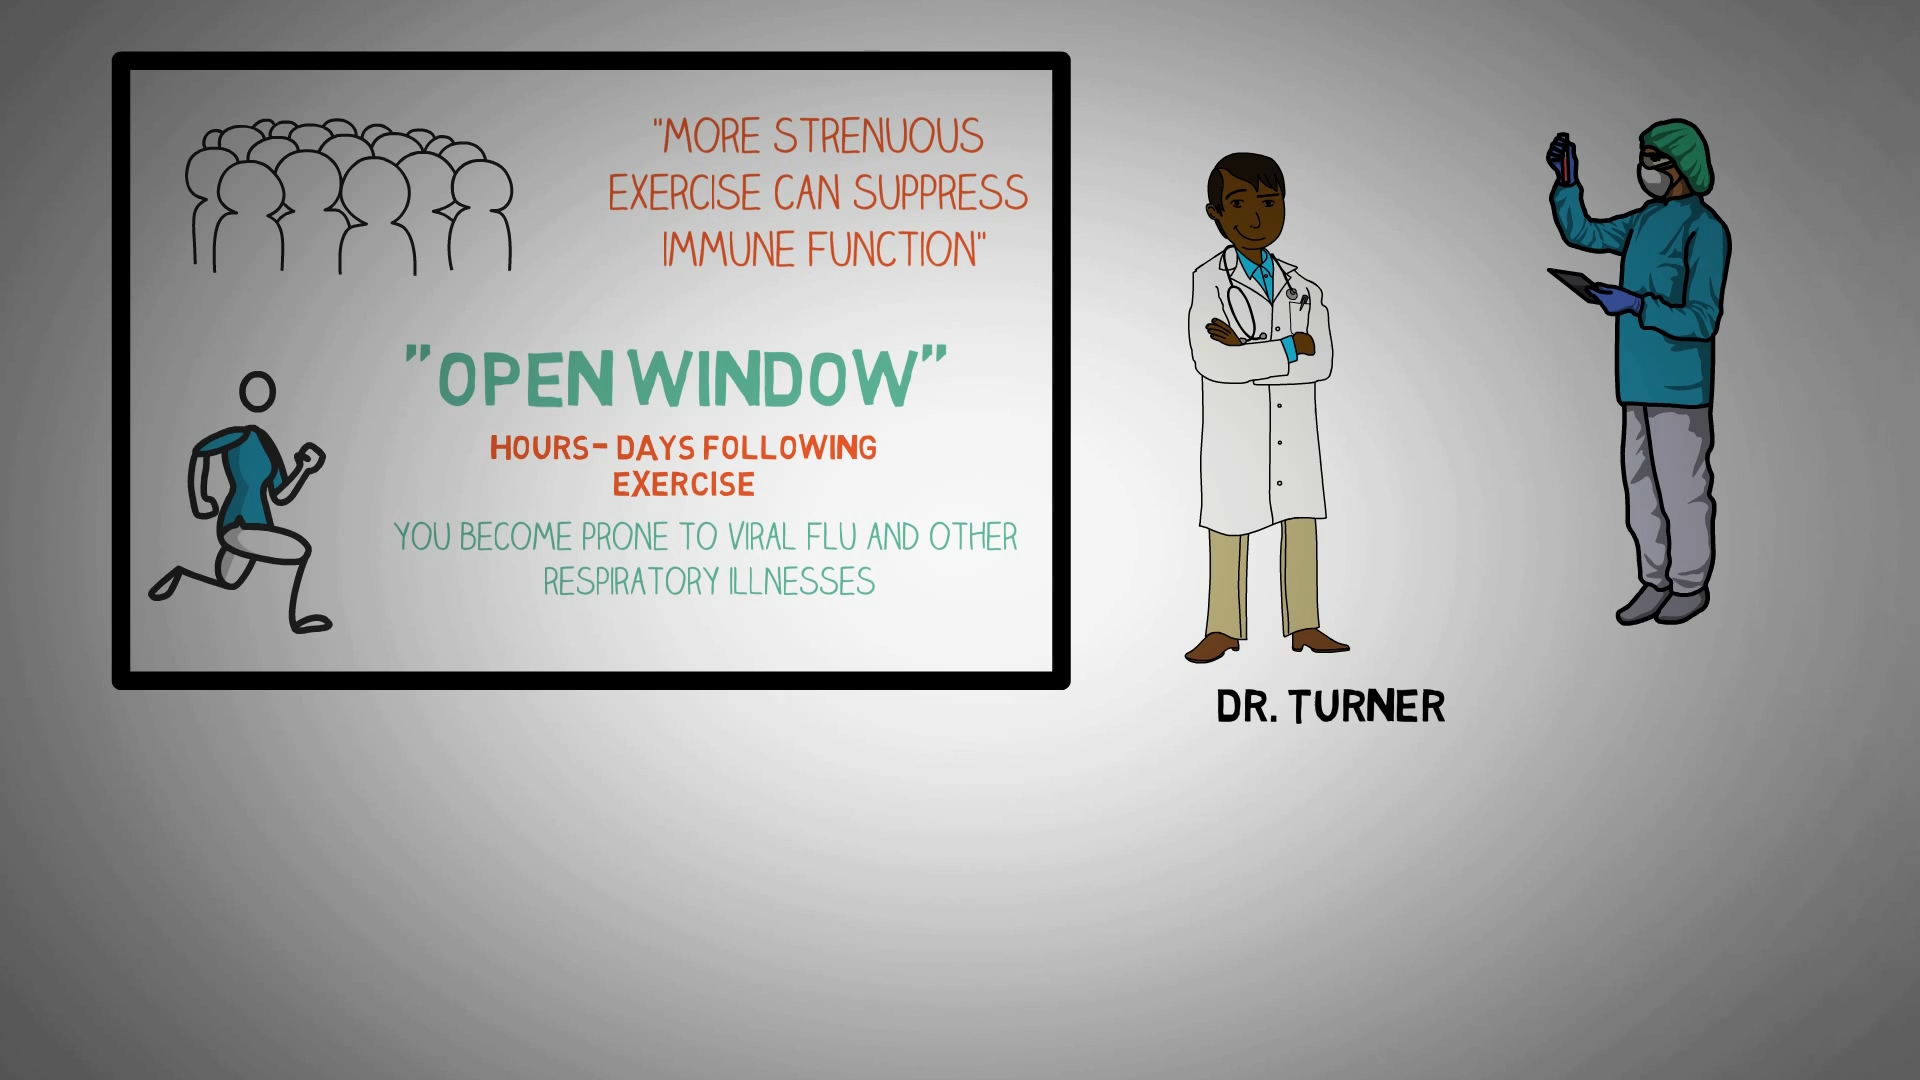 "MORE STRENUOUS
EXERCISE CAN SUPPRESS
IMMUNE FUNCTION"
"OPEN WINDOW"
HOURS- DAYS FOLLOWING
EXERCISE
YOU BECOME PRONE TO VIRAL FLU AND OTHER
RESPIRATORY ILLNESSES
DR. TURNER